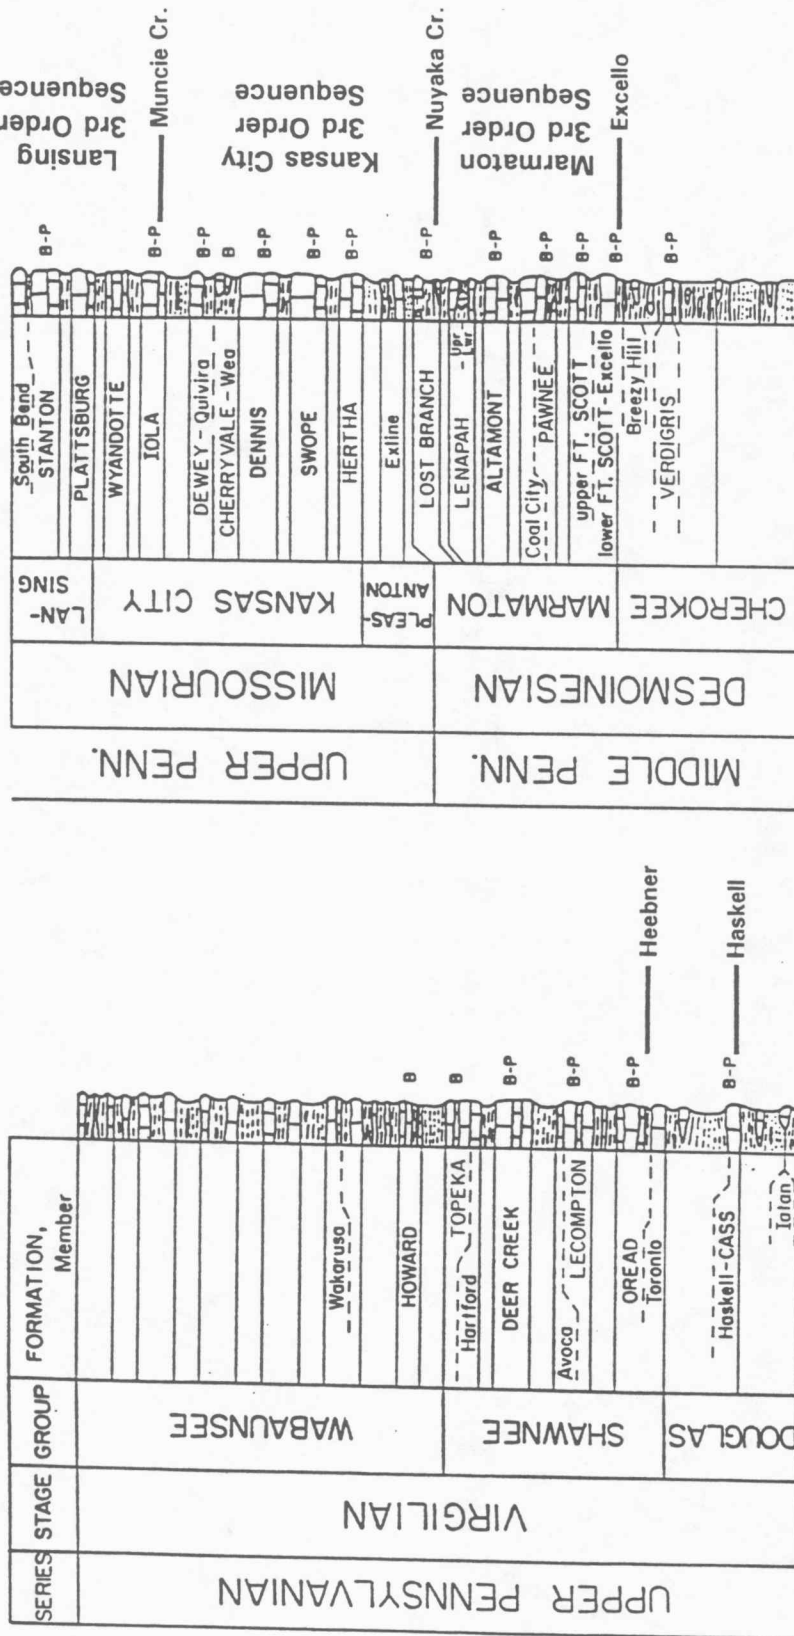 SERIES
STAGE
GROUP
FORMATION,
Member
UPPER PENNSYLVANIAN
VIRGILIAN
WABAUNSEE
SHAWNEE
DOUGLAS
Wakarusa
HOWARD
Hartford
TOPEKA
DEER CREEK
Avoca
LECOMPTON
OREAD
Toronto
Haskell-CASS
Iatan
B
B
B-P
B-P
B-P
B-P
Heebner
Haskell
UPPER PENN.
MIDDLE PENN.
MISSOURIAN
DESMOINESIAN
LAN-
SING
KANSAS CITY
PLEAS-
ANTON
MARMATON
CHEROKEE
South Bend
STANTON
PLATTSBURG
WYANDOTTE
IOLA
DEWEY-Quivira
CHERRYVALE-Wea
DENNIS
SWOPE
HERTHA
Exline
LOST BRANCH
LENAPAH
Upr
Lwr
ALTAMONT
Coal City
PAWNEE
upper FT. SCOTT
lower FT. SCOTT-Excello
Breezy Hill
VERDIGRIS
B-P
B-P
B-P
B
B-P
B-P
B-P
B-P
B-P
B-P
B-P
B-P
B-P
Lansing
3rd Order
Sequence
Muncie Cr.
Kansas City
3rd Order
Sequence
Nuyaka Cr.
Marmaton
3rd Order
Sequence
Excello